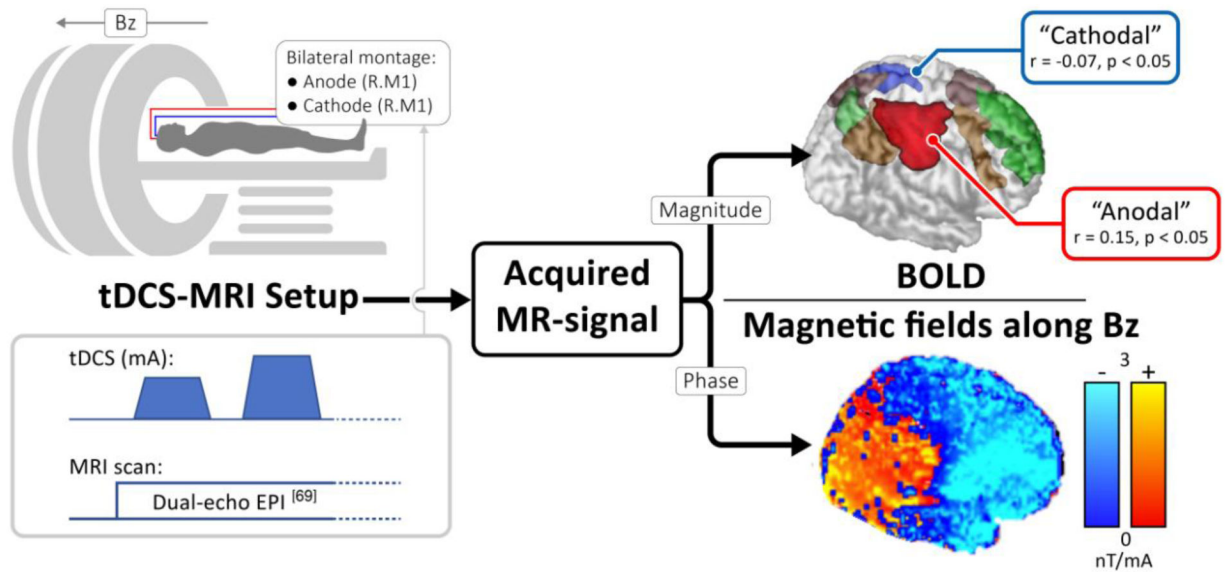 Bz
Bilateral montage:
● Anode (R.M1)
● Cathode (R.M1)
tDCS-MRI Setup
tDCS (mA):
MRI scan:
Dual-echo EPI [69]
Acquired
MR-signal
Magnitude
Phase
“Cathodal”
r = -0.07, p < 0.05
“Anodal”
r = 0.15, p < 0.05
BOLD
Magnetic fields along Bz
3
- +
0
nT/mA